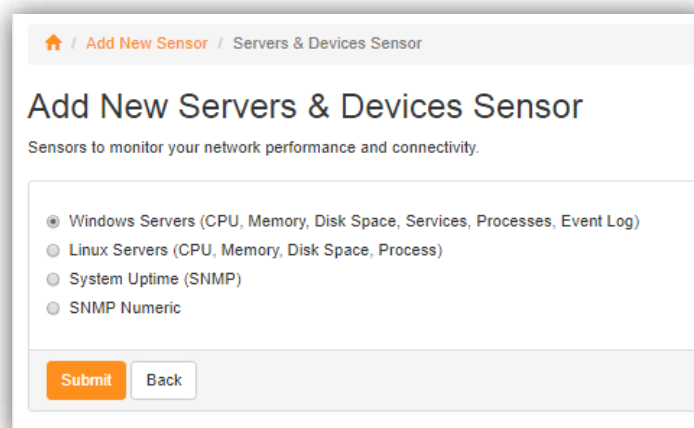 / Add New Sensor / Servers & Devices Sensor
Add New Servers & Devices Sensor
Sensors to monitor your network performance and connectivity.
Windows Servers (CPU, Memory, Disk Space, Services, Processes, Event Log)
Linux Servers (CPU, Memory, Disk Space, Process)
System Uptime (SNMP)
SNMP Numeric
Submit Back